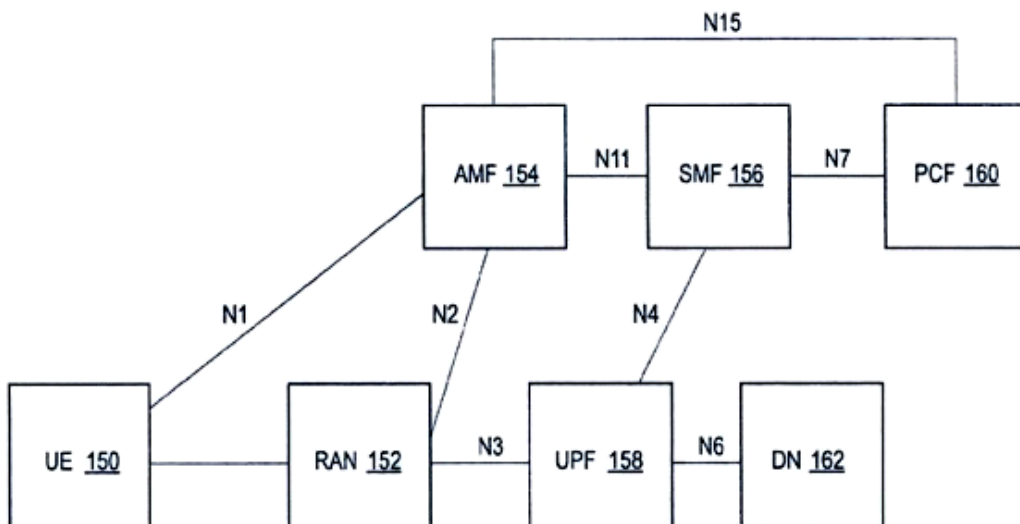 N15
AMF 154
N11
SMF 156
N7
PCF 160
N1
N2
N4
UE 150
RAN 152
N3
UPF 158
N6
DN 162